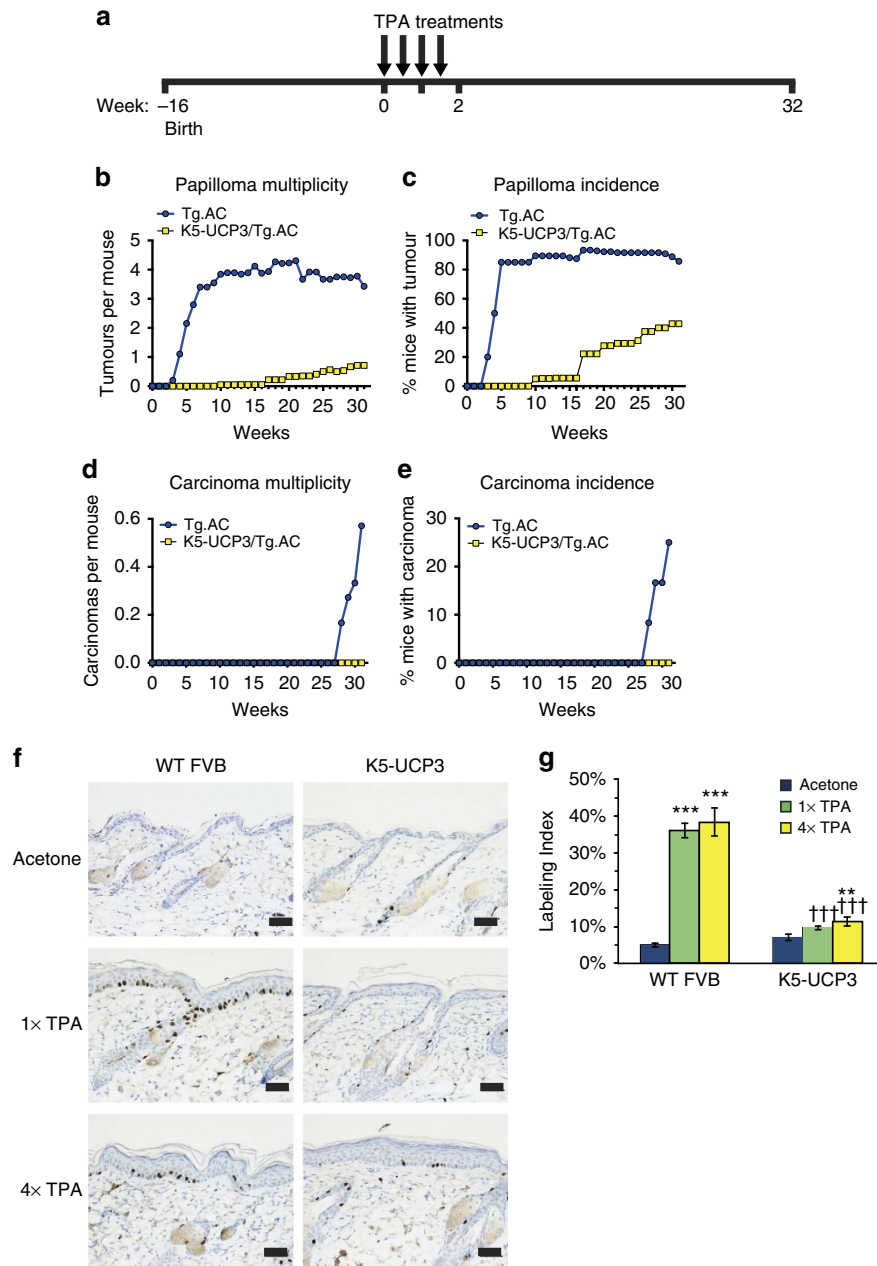 a
TPA treatments
Week: –16 0 2 32
Birth
b
Papilloma multiplicity
Tg.AC
K5-UCP3/Tg.AC
Tumours per mouse
5
4
3
2
1
0
0 5 10 15 20 25 30
Weeks
c
Papilloma incidence
Tg.AC
K5-UCP3/Tg.AC
% mice with tumour
100
80
60
40
20
0
0 5 10 15 20 25 30
Weeks
d
Carcinoma multiplicity
Tg.AC
K5-UCP3/Tg.AC
Carcinomas per mouse
0.6
0.4
0.2
0.0
0 5 10 15 20 25 30
Weeks
e
Carcinoma incidence
Tg.AC
K5-UCP3/Tg.AC
% mice with carcinoma
30
20
10
0
0 5 10 15 20 25 30
Weeks
f
WT FVB K5-UCP3
Acetone
1× TPA
4× TPA
g
Acetone
1× TPA
4× TPA
Labeling Index
50%
40%
30%
20%
10%
0%
*** ***
**
††† †††
WT FVB K5-UCP3